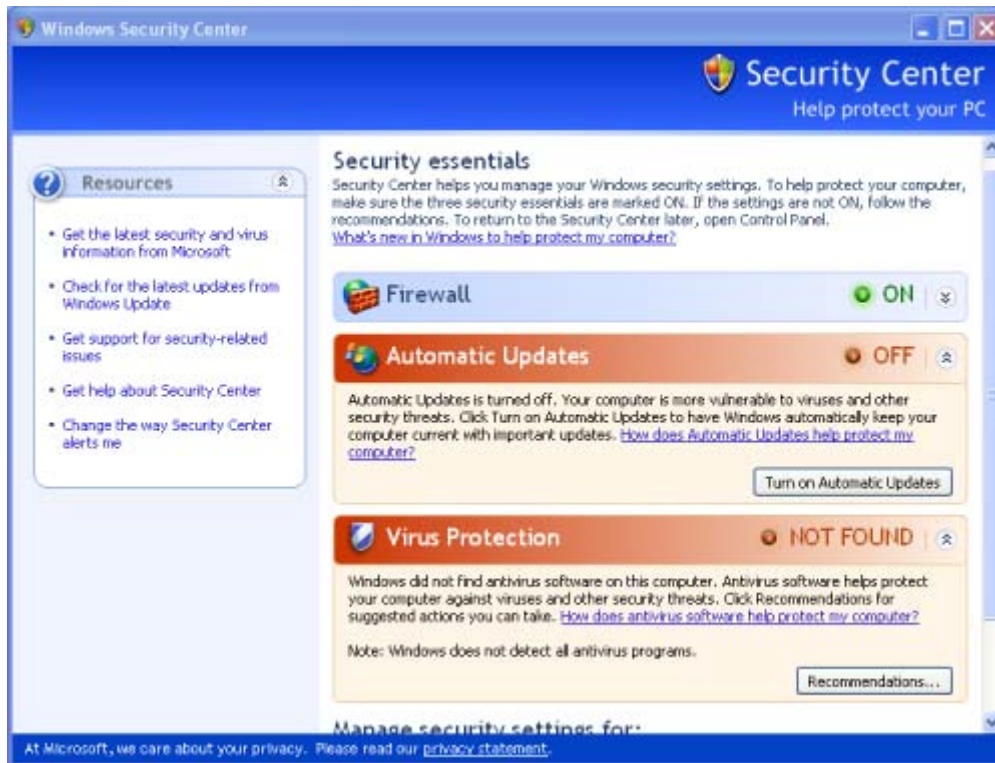 Windows Security Center
Security Center
Help protect your PC
Resources
• Get the latest security and virus
information from Microsoft
• Check for the latest updates from
Windows Update
• Get support for security-related
issues
• Get help about Security Center
• Change the way Security Center
alerts me
Security essentials
Security Center helps you manage your Windows security settings. To help protect your computer,
make sure the three security essentials are marked ON. If the settings are not ON, follow the
recommendations. To return to the Security Center later, open Control Panel.
What's new in Windows to help protect my computer?
Firewall ON
Automatic Updates OFF
Automatic Updates is turned off. Your computer is more vulnerable to viruses and other
security threats. Click Turn on Automatic Updates to have Windows automatically keep your
computer current with important updates. How does Automatic Updates help protect my
computer?
Turn on Automatic Updates
Virus Protection NOT FOUND
Windows did not find antivirus software on this computer. Antivirus software helps protect
your computer against viruses and other security threats. Click Recommendations for
suggested actions you can take. How does antivirus software help protect my computer?
Note: Windows does not detect all antivirus programs.
Recommendations...
Manage security settings for:
At Microsoft, we care about your privacy. Please read our privacy statement.